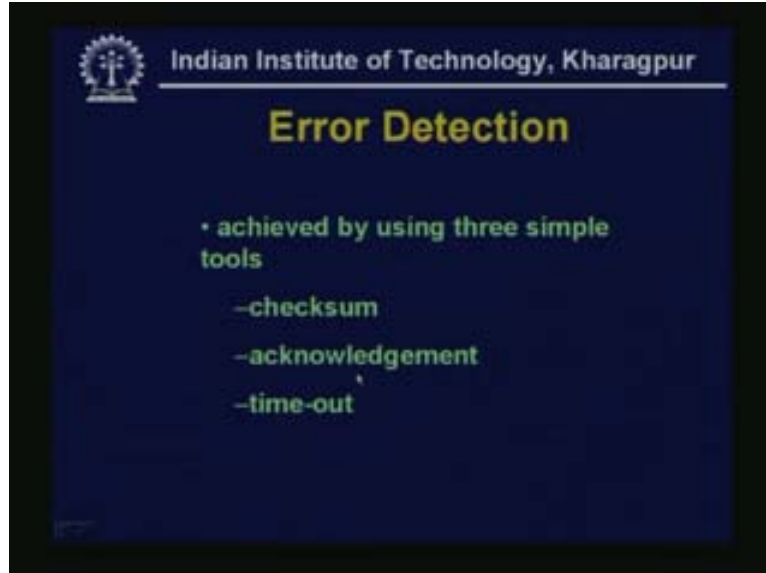 Indian Institute of Technology, Kharagpur
Error Detection
• achieved by using three simple
tools
–checksum
–acknowledgement
–time-out